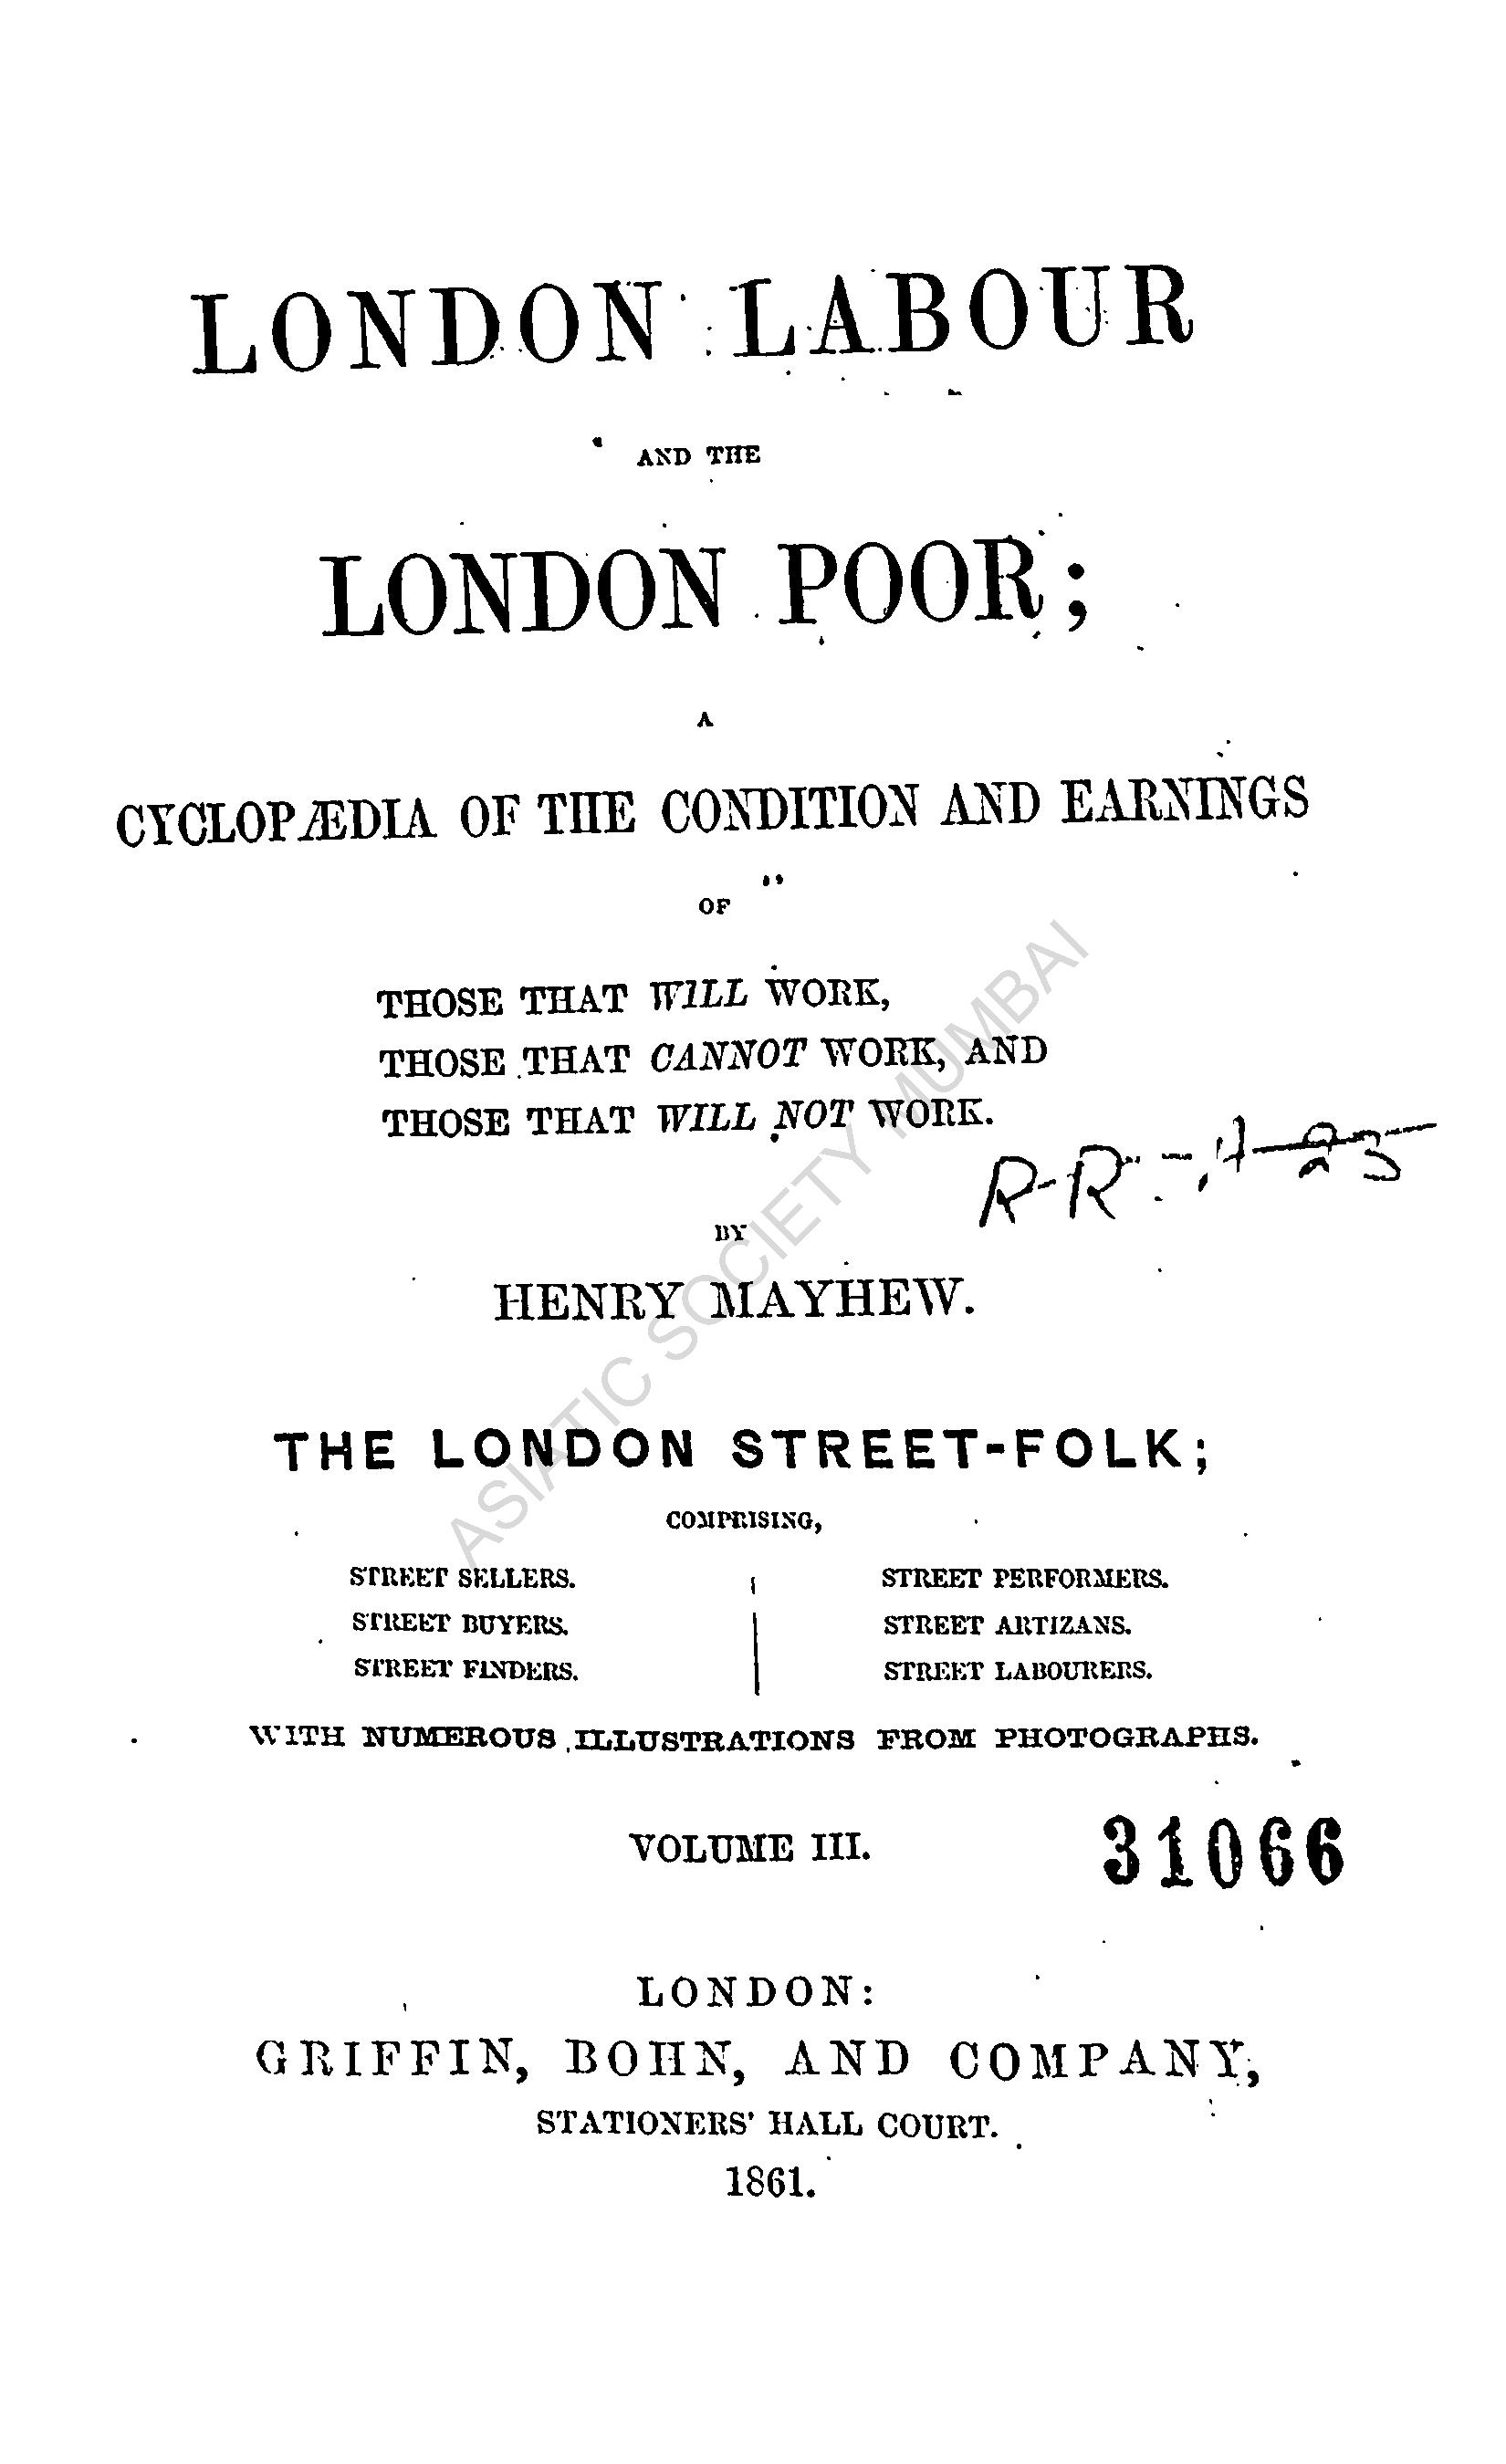 LONDON LABOUR
AND THE
LONDON POOR;
A
CYCLOPÆDIA OF THE CONDITION AND EARNINGS
OF
THOSE THAT WILL WORK,
THOSE THAT CANNOT WORK, AND
THOSE THAT WILL NOT WORK.
R-R
BY
HENRY MAYHEW.
THE LONDON STREET-FOLK;
COMPRISING,
STREET SELLERS.
STREET BUYERS.
STREET FINDERS.
STREET PERFORMERS.
STREET ARTIZANS.
STREET LABOURERS.
WITH NUMEROUS ILLUSTRATIONS FROM PHOTOGRAPHS.
VOLUME III.
31066
LONDON:
GRIFFIN, BOHN, AND COMPANY,
STATIONERS' HALL COURT.
1861.
ASIATIC SOCIETY MUMBAI